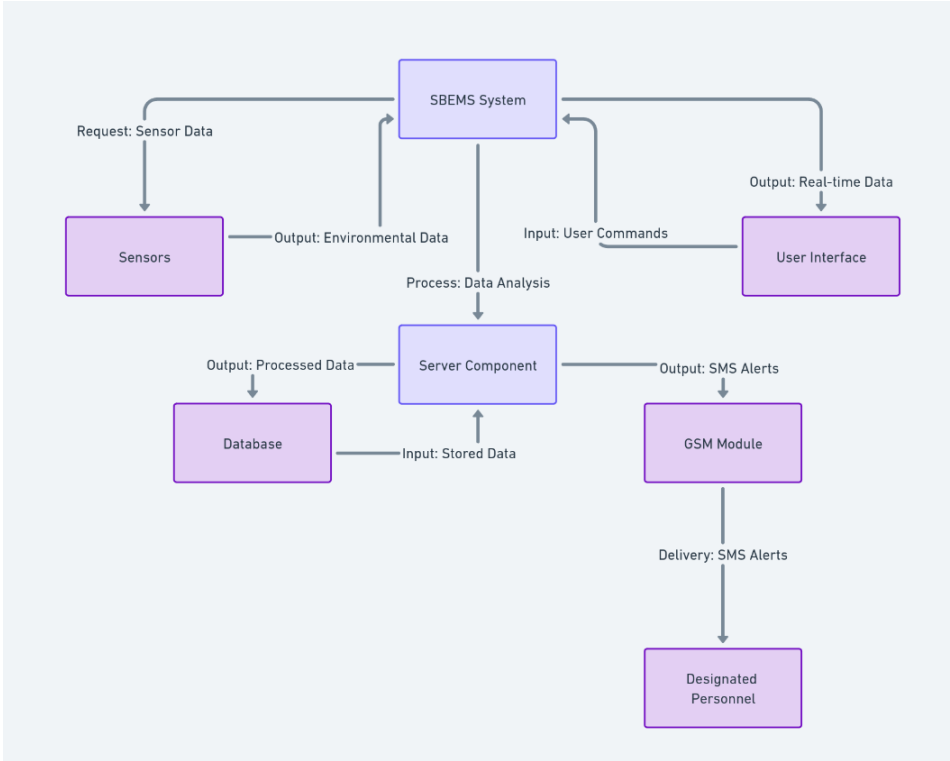 SBEMS System
Request: Sensor Data
Output: Real-time Data
Output: Environmental Data
Input: User Commands
Sensors
User Interface
Process: Data Analysis
Output: Processed Data
Server Component
Output: SMS Alerts
Database
Input: Stored Data
GSM Module
Delivery: SMS Alerts
Designated
Personnel